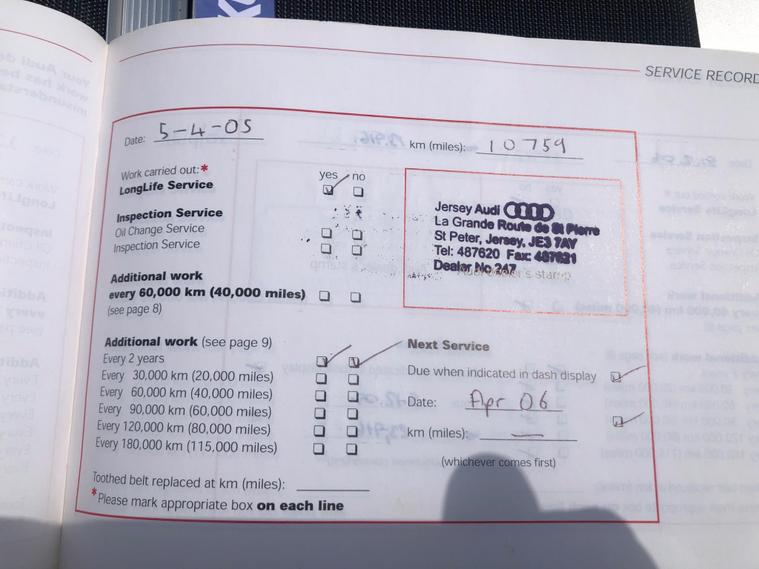 SERVICE RECORD
Date: 5-4-05 km (miles): 10759
Work carried out:* yes no
LongLife Service
Inspection Service
Oil Change Service
Inspection Service
Jersey Audi
La Grande Route de St Pierre
St Peter, Jersey, JE3 7AY
Tel: 487620 Fax: 487621
Dealer No 247
dealer's stamp
Additional work
every 60,000 km (40,000 miles)
(see page 8)
Additional work (see page 9)
Every 2 years
Every 30,000 km (20,000 miles)
Every 60,000 km (40,000 miles)
Every 90,000 km (60,000 miles)
Every 120,000 km (80,000 miles)
Every 180,000 km (115,000 miles)
Next Service
Due when indicated in dash display
Date: Apr 06
km (miles): —
(whichever comes first)
Toothed belt replaced at km (miles):
*Please mark appropriate box on each line